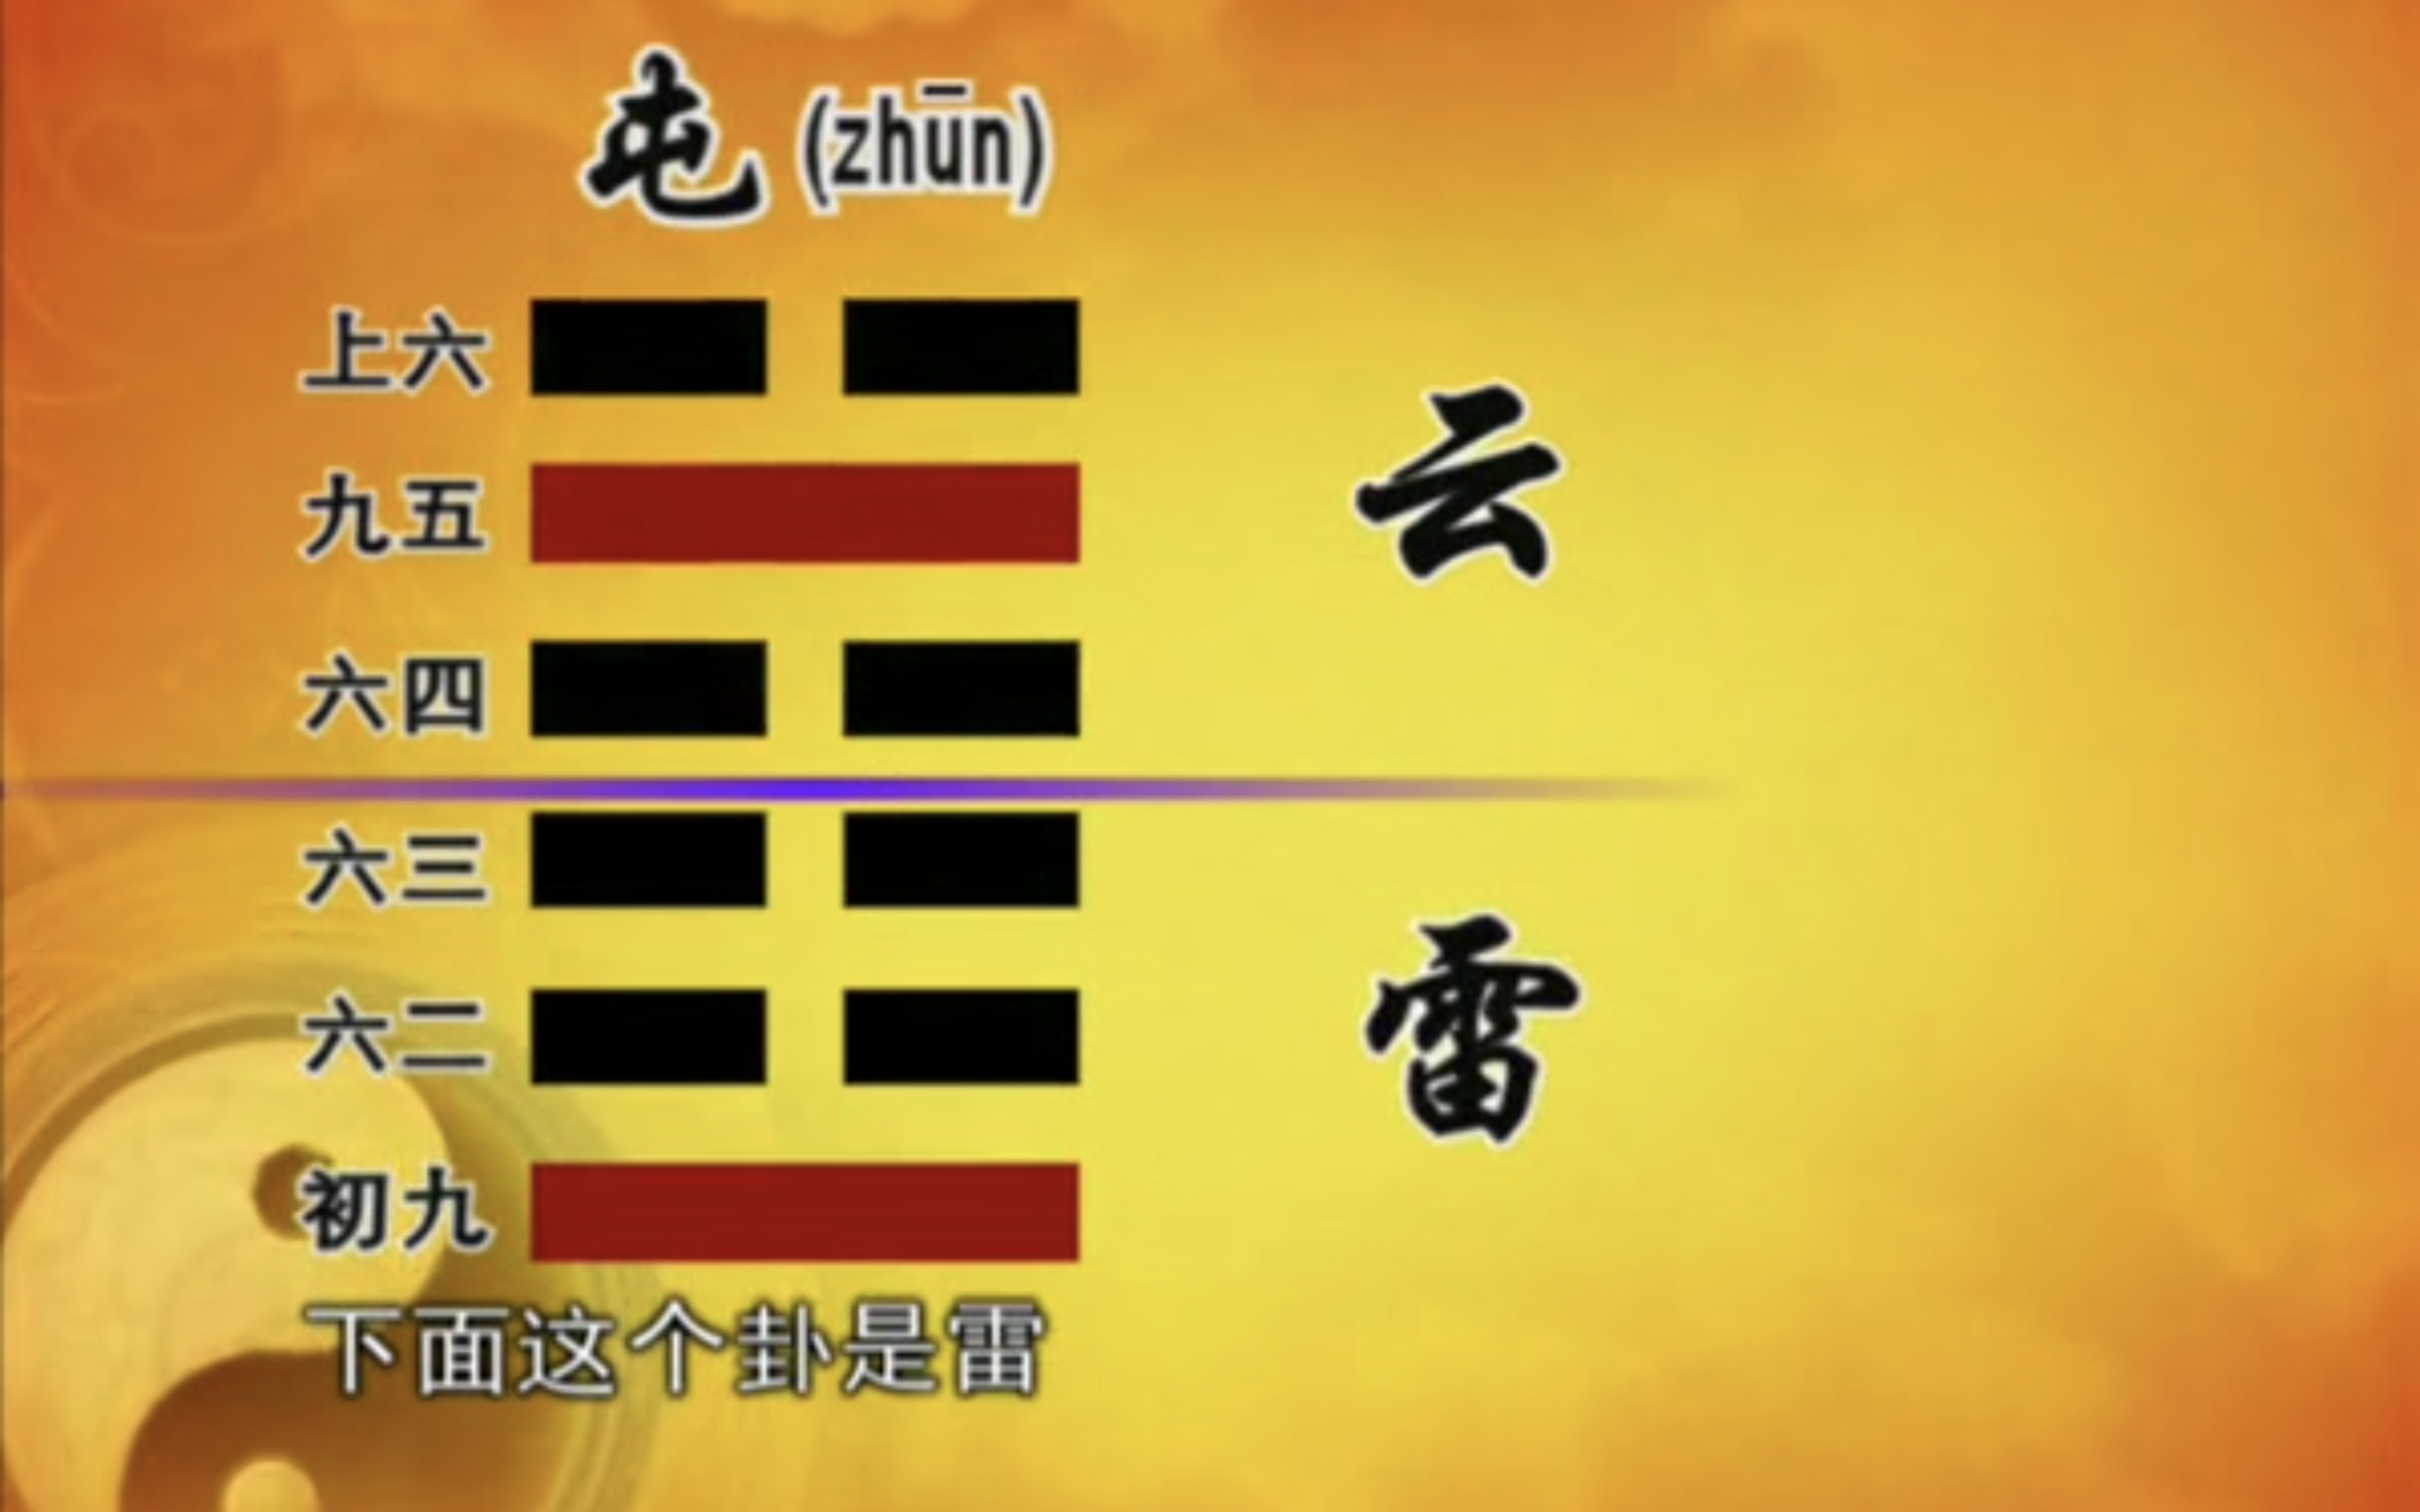 屯 (zhūn)
上六
九五
云
六四
六三
雷
六二
初九
下面这个卦是雷